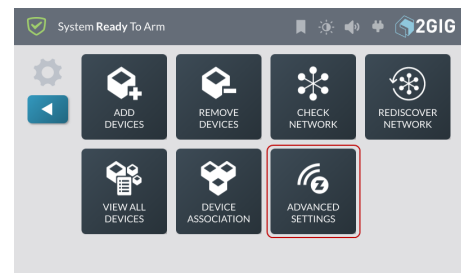 System Ready To Arm
2GIG
ADD
DEVICES
REMOVE
DEVICES
CHECK
NETWORK
REDISCOVER
NETWORK
VIEW ALL
DEVICES
DEVICE
ASSOCIATION
Z
ADVANCED
SETTINGS